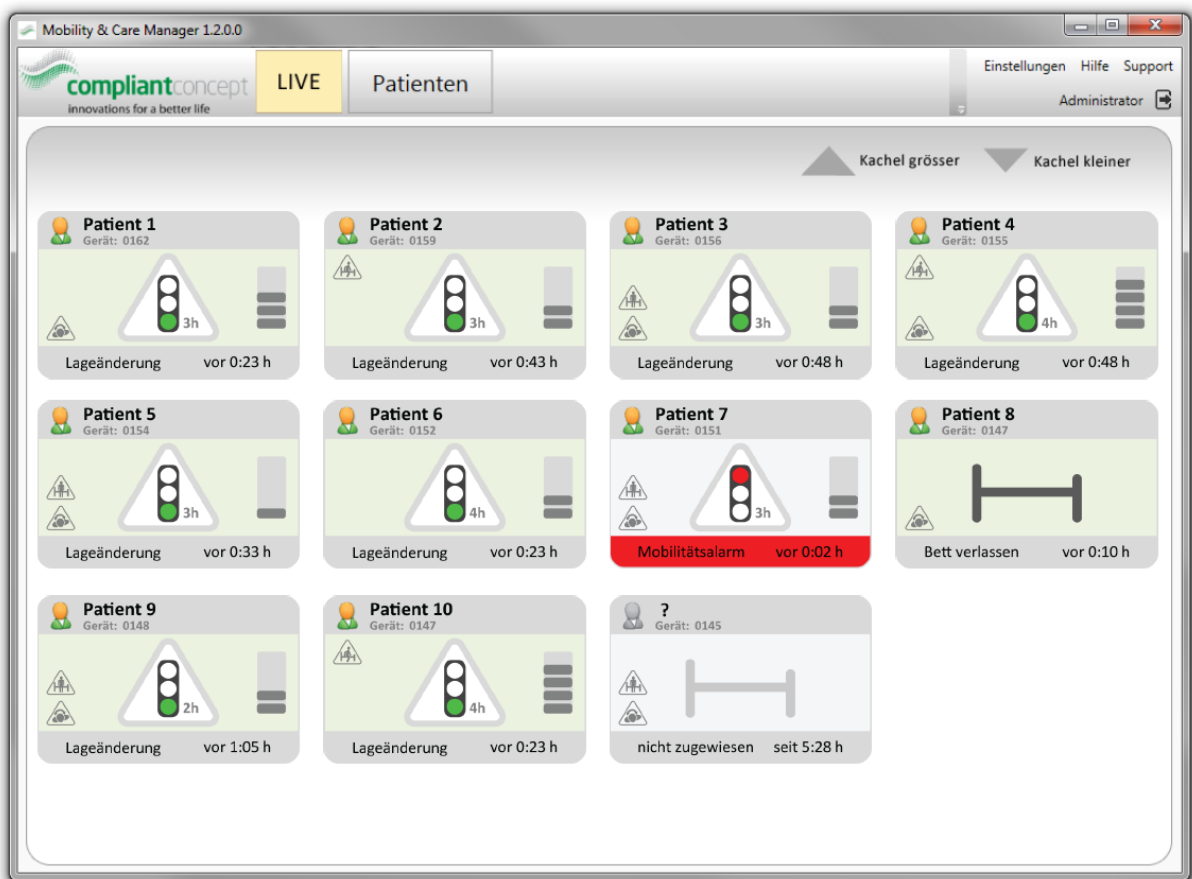 Mobility & Care Manager 1.2.0.0
compliantconcept
innovations for a better life
LIVE
Patienten
Einstellungen Hilfe Support
Administrator
Kachel grösser
Kachel kleiner
Patient 1
Gerät: 0162
3h
Lageänderung vor 0:23 h
Patient 2
Gerät: 0159
3h
Lageänderung vor 0:43 h
Patient 3
Gerät: 0156
3h
Lageänderung vor 0:48 h
Patient 4
Gerät: 0155
4h
Lageänderung vor 0:48 h
Patient 5
Gerät: 0154
3h
Lageänderung vor 0:33 h
Patient 6
Gerät: 0152
4h
Lageänderung vor 0:23 h
Patient 7
Gerät: 0151
3h
Mobilitätsalarm vor 0:02 h
Patient 8
Gerät: 0147
Bett verlassen vor 0:10 h
Patient 9
Gerät: 0148
2h
Lageänderung vor 1:05 h
Patient 10
Gerät: 0147
4h
Lageänderung vor 0:23 h
?
Gerät: 0145
nicht zugewiesen seit 5:28 h